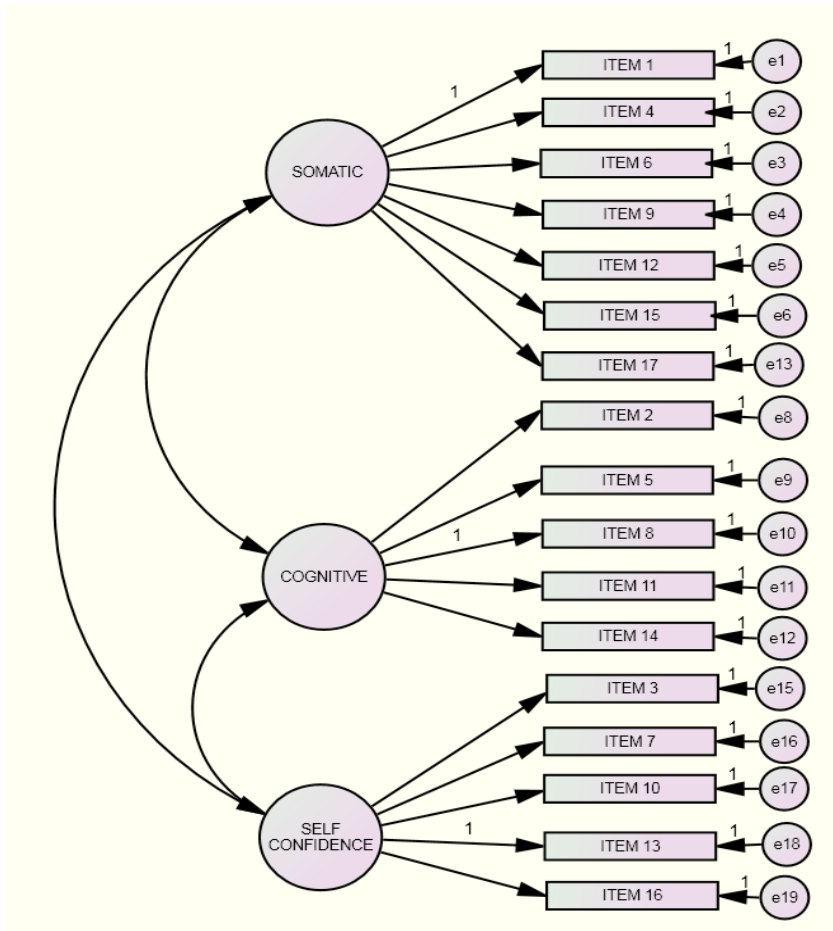 1
ITEM 1
1
e1
ITEM 4
1
e2
SOMATIC
ITEM 6
1
e3
ITEM 9
1
e4
ITEM 12
1
e5
ITEM 15
1
e6
ITEM 17
1
e13
ITEM 2
1
e8
ITEM 5
1
e9
COGNITIVE
1
ITEM 8
1
e10
ITEM 11
1
e11
ITEM 14
1
e12
ITEM 3
1
e15
ITEM 7
1
e16
ITEM 10
1
e17
SELF
CONFIDENCE
1
ITEM 13
1
e18
ITEM 16
1
e19